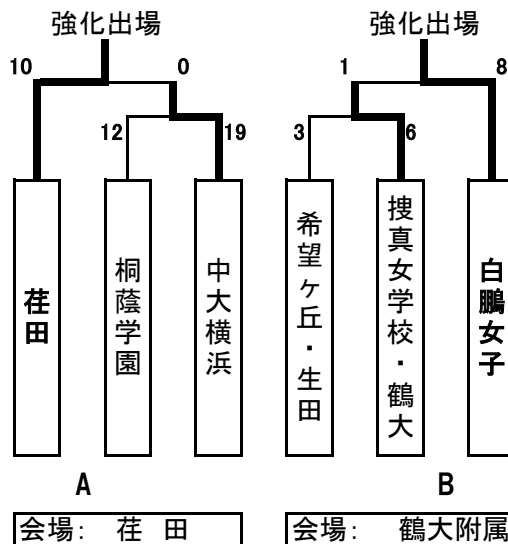 強化出場 強化出場
10 0 1 8
12 19 3 6
荏田
桐蔭学園
中大横浜
希望ヶ丘・生田
捜真女学校・鶴大
白鵬女子
A B
会場： 荏 田 会場： 鶴大附属